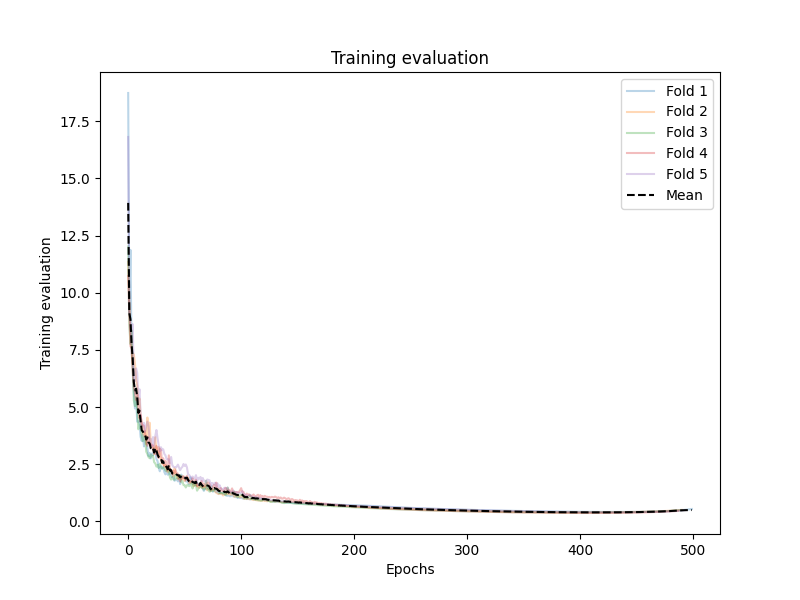 Training evaluation
Training evaluation
17.5
15.0
12.5
10.0
7.5
5.0
2.5
0.0
0
100
200
300
400
500
Epochs
Fold 1
Fold 2
Fold 3
Fold 4
Fold 5
Mean